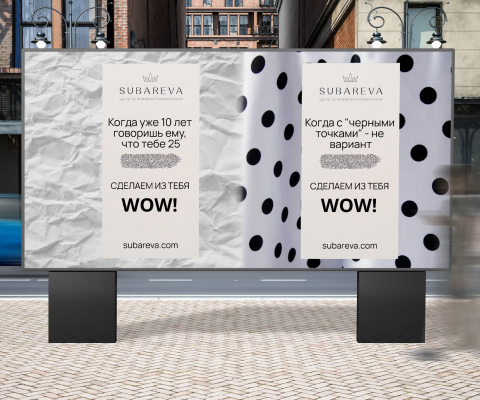 SUBAREVA
Когда уже 10 лет
говоришь ему,
что тебе 25
СДЕЛАЕМ ИЗ ТЕБЯ
WOW!
subareva.com
SUBAREVA
Когда с "черными
точками" - не
вариант
СДЕЛАЕМ ИЗ ТЕБЯ
WOW!
subareva.com